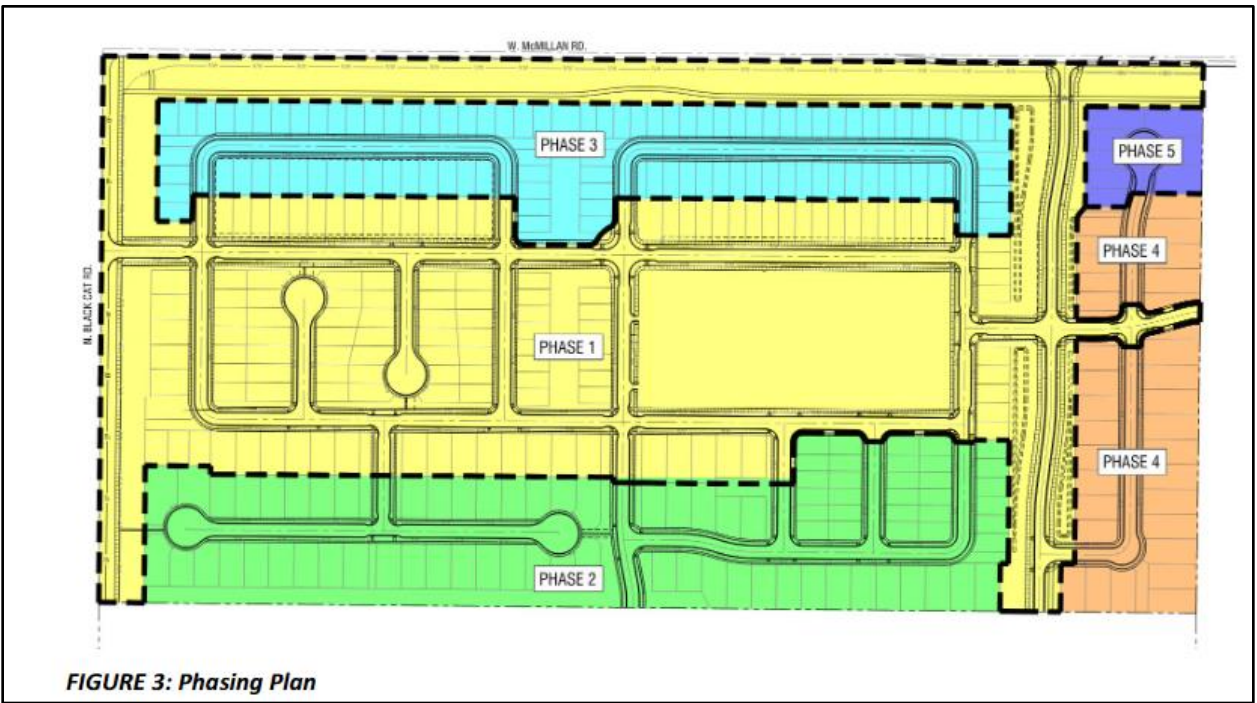 W. McMILLAN RD.
PHASE 3
PHASE 5
PHASE 4
N. BLACK CAT RD.
PHASE 1
PHASE 4
PHASE 2
FIGURE 3: Phasing Plan